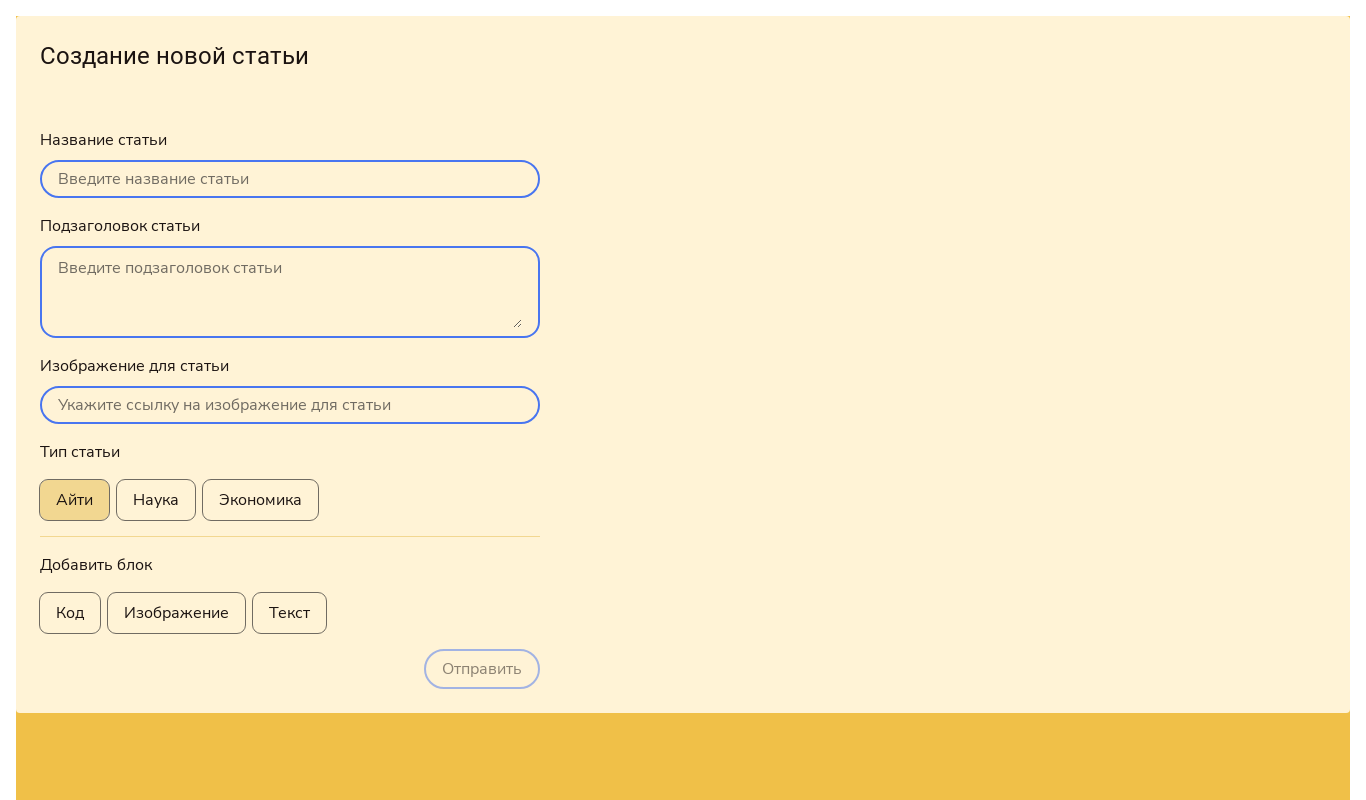 Создание новой статьи
Название статьи
Введите название статьи
Подзаголовок статьи
Введите подзаголовок статьи
Изображение для статьи
Укажите ссылку на изображение для статьи
Тип статьи
Айти Наука Экономика
Добавить блок
Код Изображение Текст
Отправить